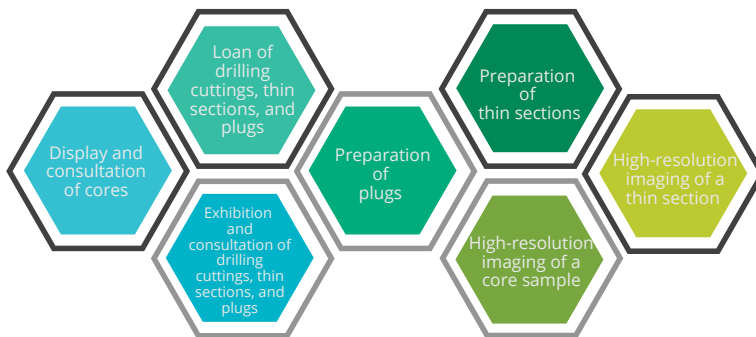 Display and
consultation
of cores
Loan of
drilling
cuttings, thin
sections, and
plugs
Exhibition
and
consultation of
drilling
cuttings, thin
sections, and
plugs
Preparation
of
plugs
Preparation
of
thin sections
High-resolution
imaging of a
core sample
High-resolution
imaging of a
thin section